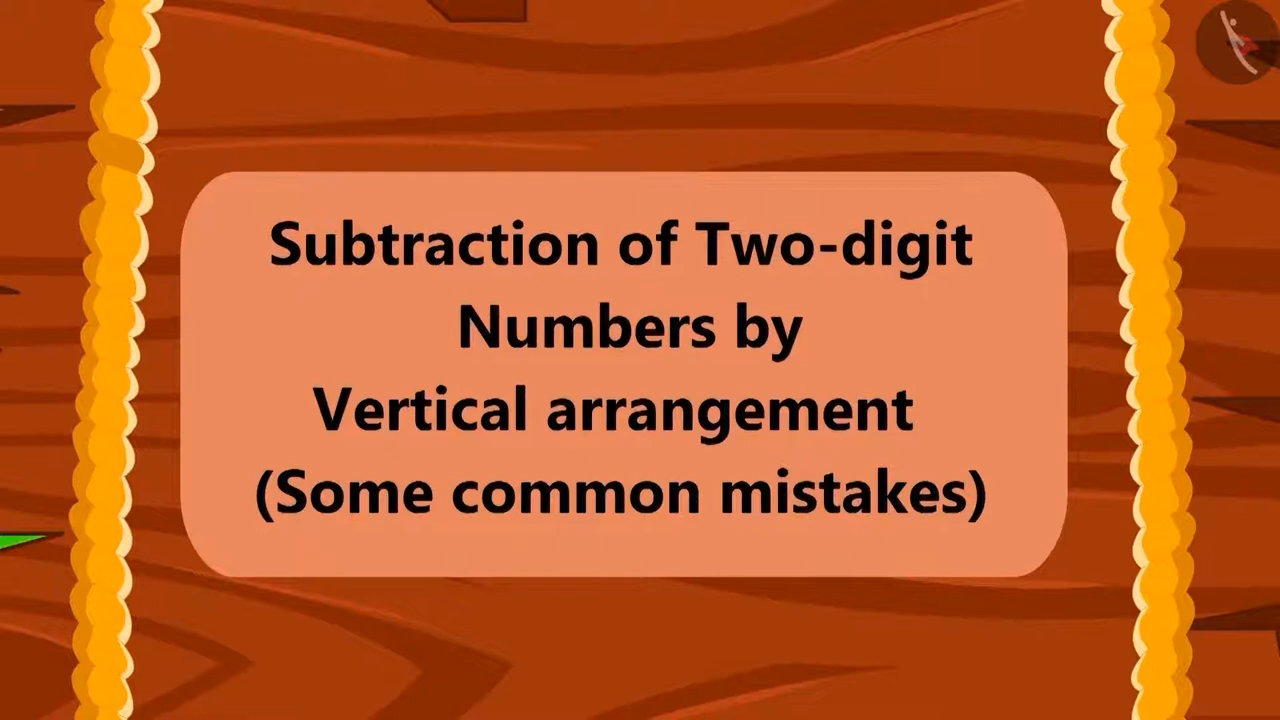 Subtraction of Two-digit
Numbers by
Vertical arrangement
(Some common mistakes)